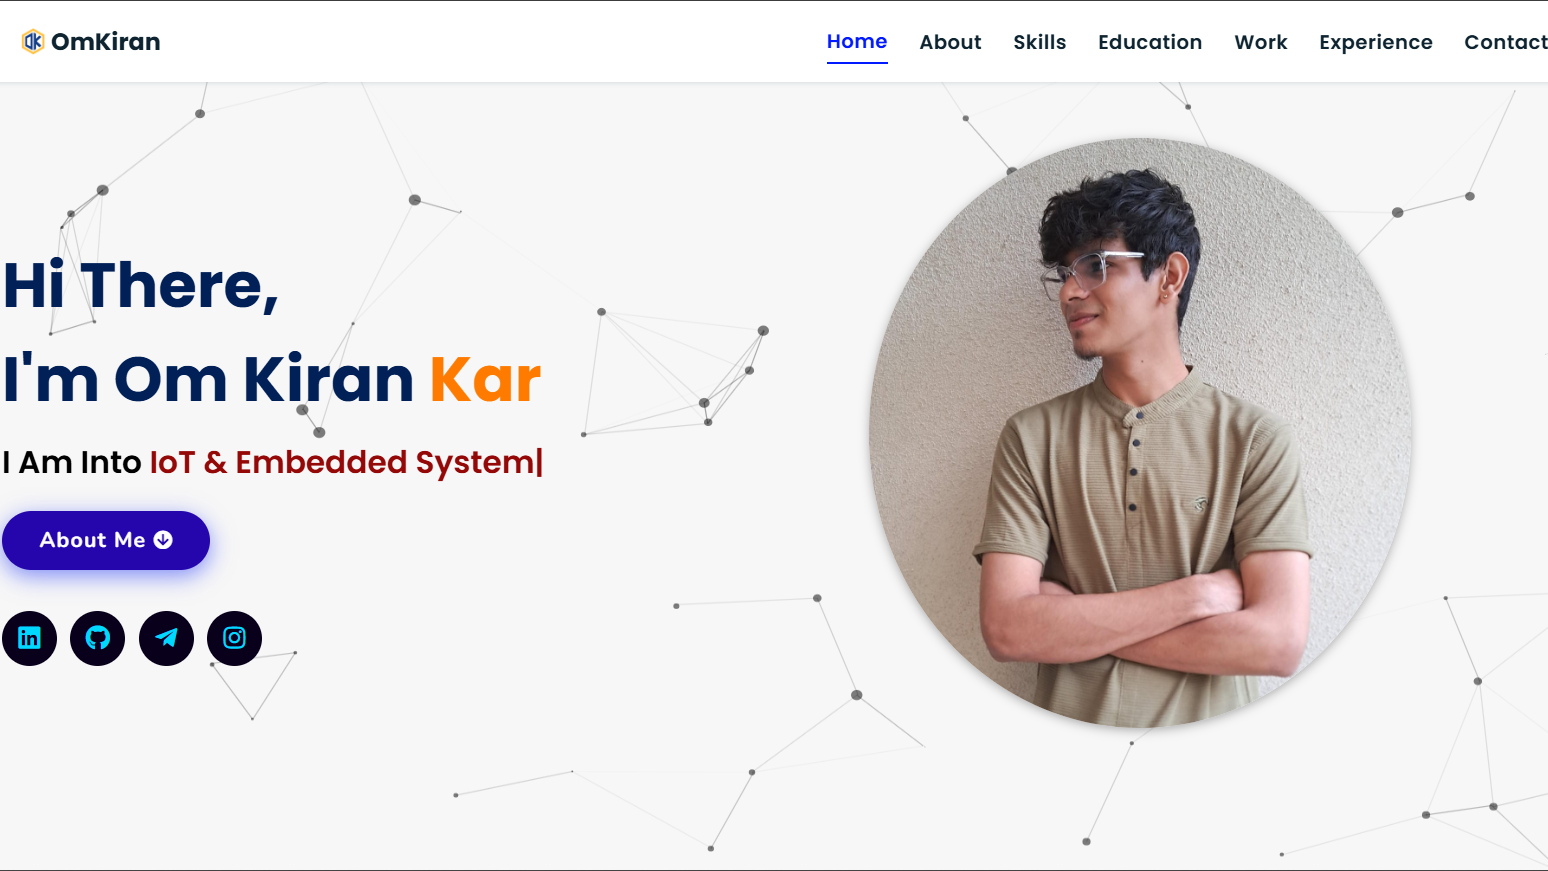 OmKiran
Home About Skills Education Work Experience Contact
Hi There,
I'm Om Kiran Kar
I Am Into IoT & Embedded System|
About Me